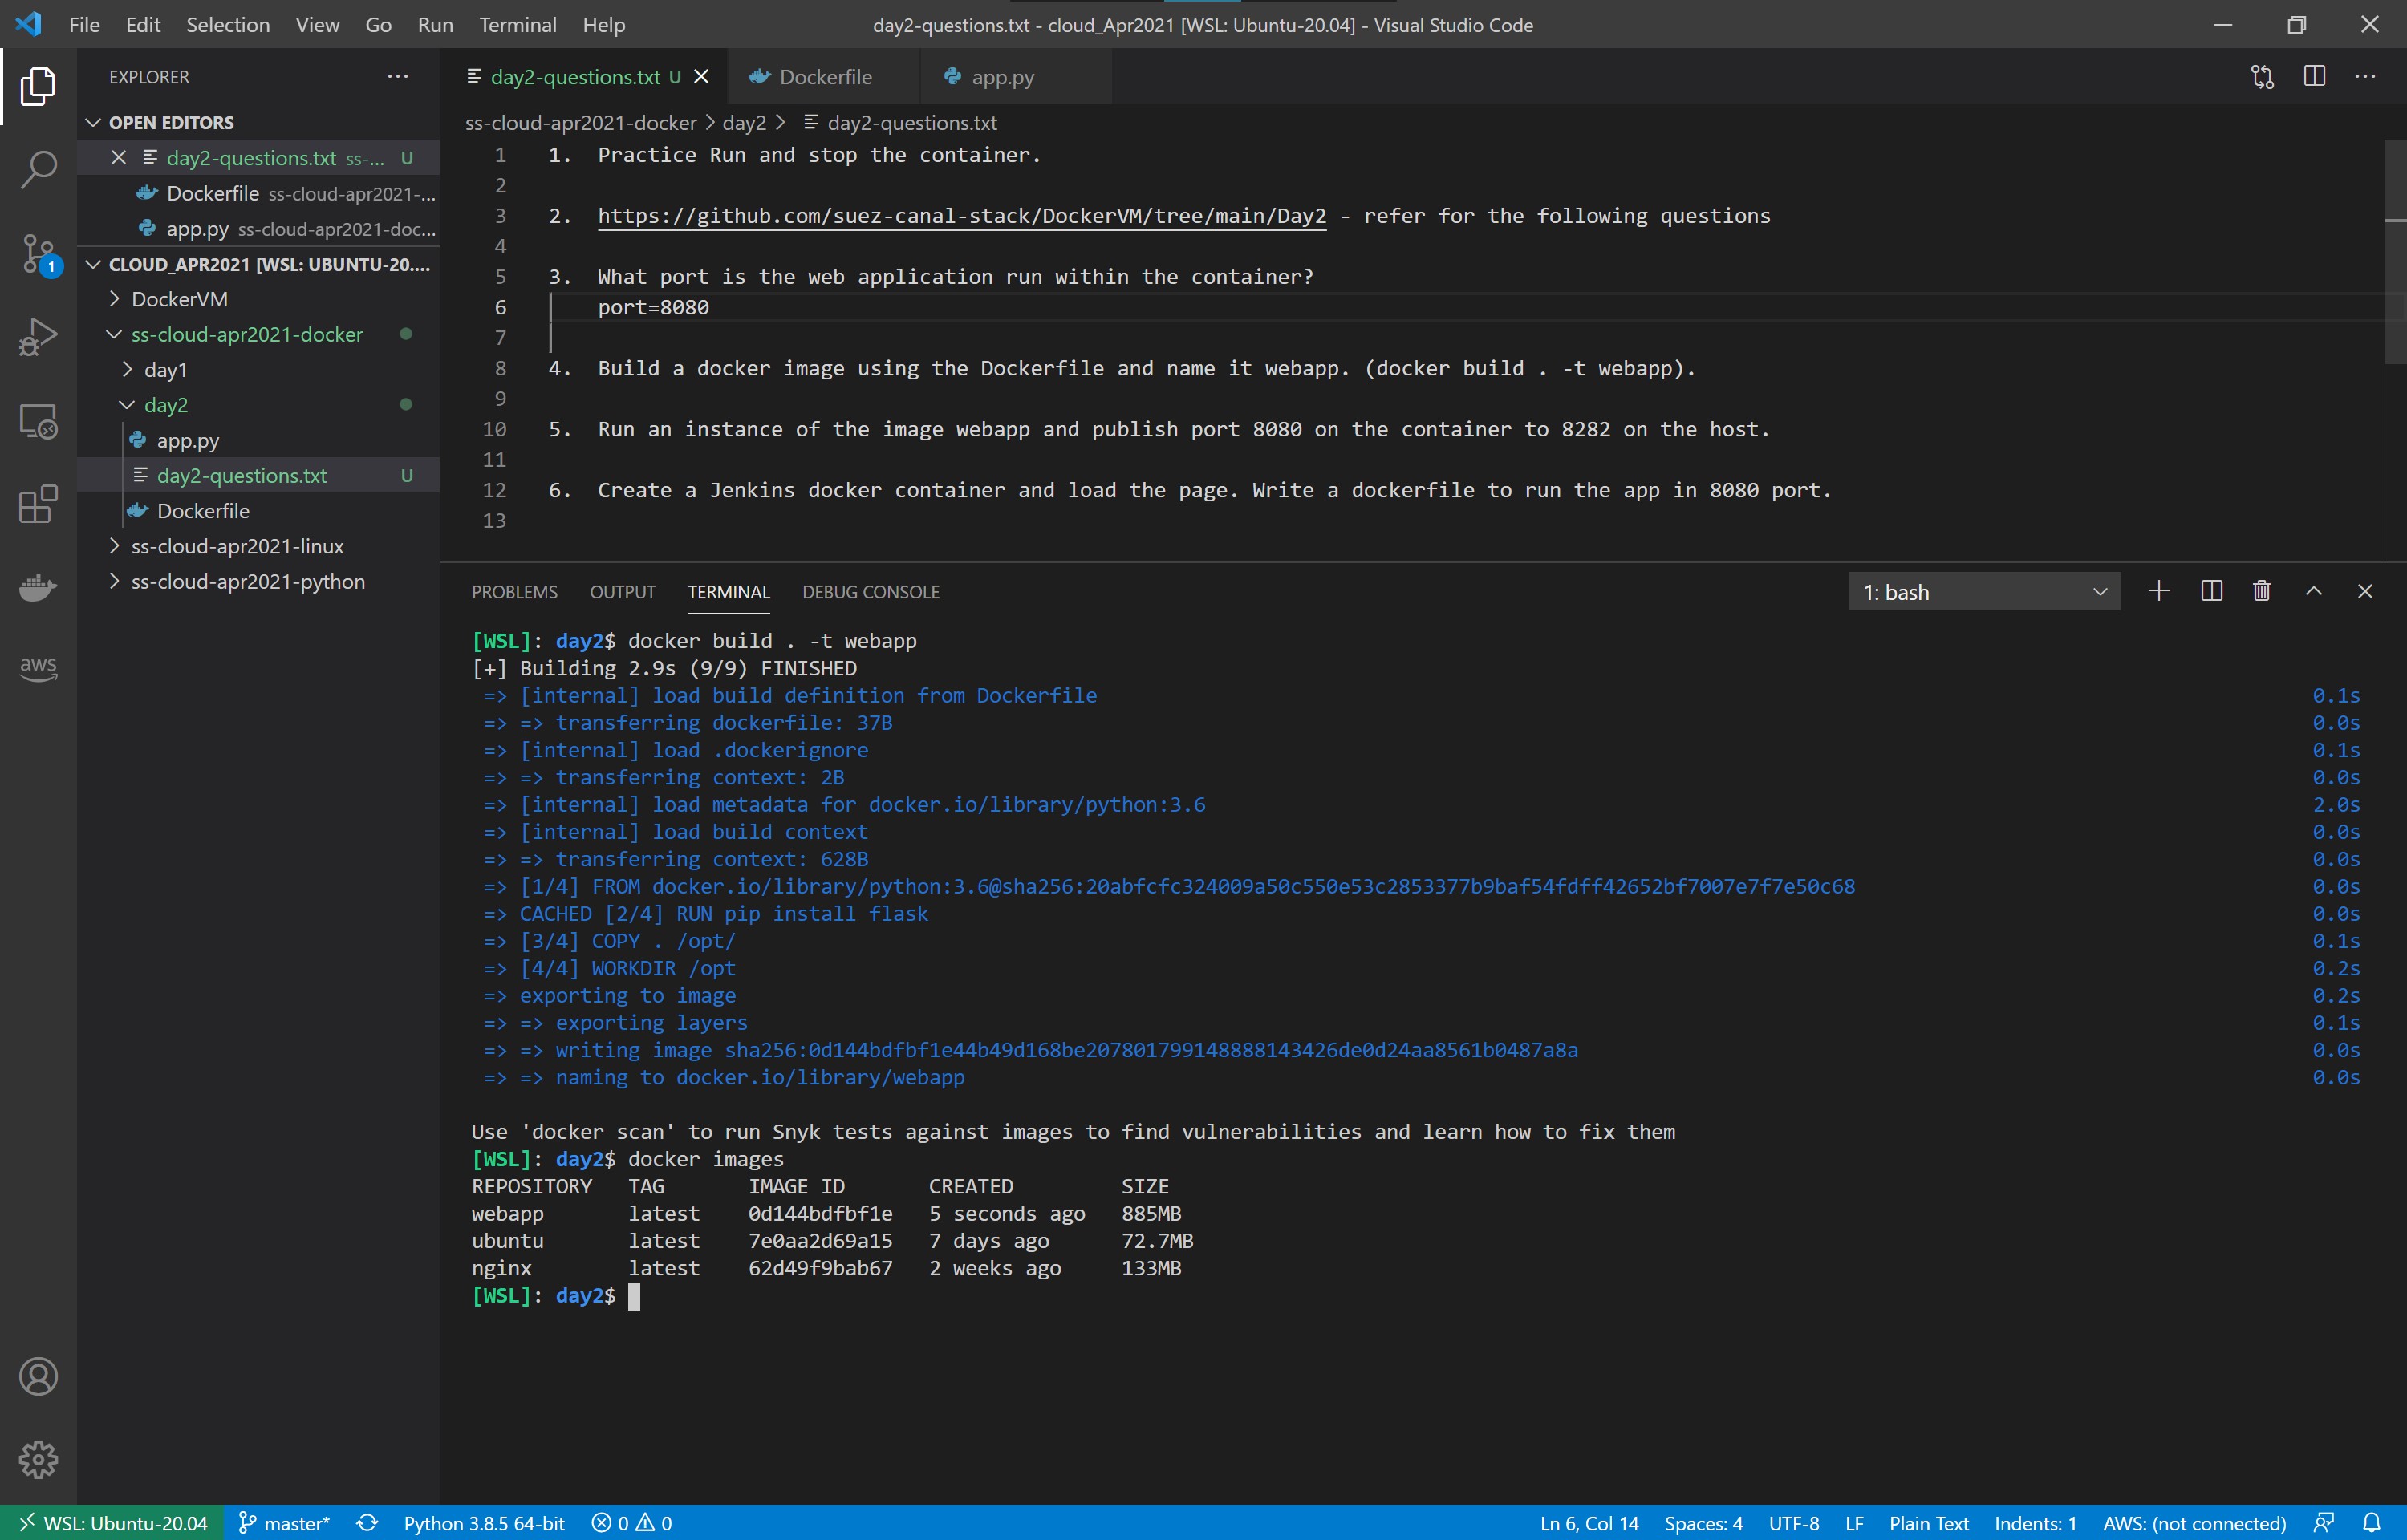 File Edit Selection View Go Run Terminal Help
day2-questions.txt - cloud_Apr2021 [WSL: Ubuntu-20.04] - Visual Studio Code
EXPLORER
OPEN EDITORS
day2-questions.txt ss-... U
Dockerfile ss-cloud-apr2021-...
app.py ss-cloud-apr2021-doc...
CLOUD_APR2021 [WSL: UBUNTU-20....
DockerVM
ss-cloud-apr2021-docker
day1
day2
app.py
day2-questions.txt U
Dockerfile
ss-cloud-apr2021-linux
ss-cloud-apr2021-python
1
aws
day2-questions.txt U
Dockerfile
app.py
ss-cloud-apr2021-docker > day2 > day2-questions.txt
1 1. Practice Run and stop the container.
2
3 2. https://github.com/suez-canal-stack/DockerVM/tree/main/Day2 - refer for the following questions
4
5 3. What port is the web application run within the container?
6 port=8080
7
8 4. Build a docker image using the Dockerfile and name it webapp. (docker build . -t webapp).
9
10 5. Run an instance of the image webapp and publish port 8080 on the container to 8282 on the host.
11
12 6. Create a Jenkins docker container and load the page. Write a dockerfile to run the app in 8080 port.
13
PROBLEMS OUTPUT TERMINAL DEBUG CONSOLE
1: bash
[WSL]: day2$ docker build . -t webapp
[+] Building 2.9s (9/9) FINISHED
=> [internal] load build definition from Dockerfile 0.1s
=> => transferring dockerfile: 37B 0.0s
=> [internal] load .dockerignore 0.1s
=> => transferring context: 2B 0.0s
=> [internal] load metadata for docker.io/library/python:3.6 2.0s
=> [internal] load build context 0.0s
=> => transferring context: 628B 0.0s
=> [1/4] FROM docker.io/library/python:3.6@sha256:20abfcfc324009a50c550e53c2853377b9baf54fdff42652bf7007e7f7e50c68 0.0s
=> CACHED [2/4] RUN pip install flask 0.0s
=> [3/4] COPY . /opt/ 0.1s
=> [4/4] WORKDIR /opt 0.2s
=> exporting to image 0.2s
=> => exporting layers 0.1s
=> => writing image sha256:0d144bdfbf1e44b49d168be207801799148888143426de0d24aa8561b0487a8a 0.0s
=> => naming to docker.io/library/webapp 0.0s
Use 'docker scan' to run Snyk tests against images to find vulnerabilities and learn how to fix them
[WSL]: day2$ docker images
REPOSITORY TAG IMAGE ID CREATED SIZE
webapp latest 0d144bdfbf1e 5 seconds ago 885MB
ubuntu latest 7e0aa2d69a15 7 days ago 72.7MB
nginx latest 62d49f9bab67 2 weeks ago 133MB
[WSL]: day2$
WSL: Ubuntu-20.04 master* Python 3.8.5 64-bit 0 0 Ln 6, Col 14 Spaces: 4 UTF-8 LF Plain Text Indents: 1 AWS: (not connected)